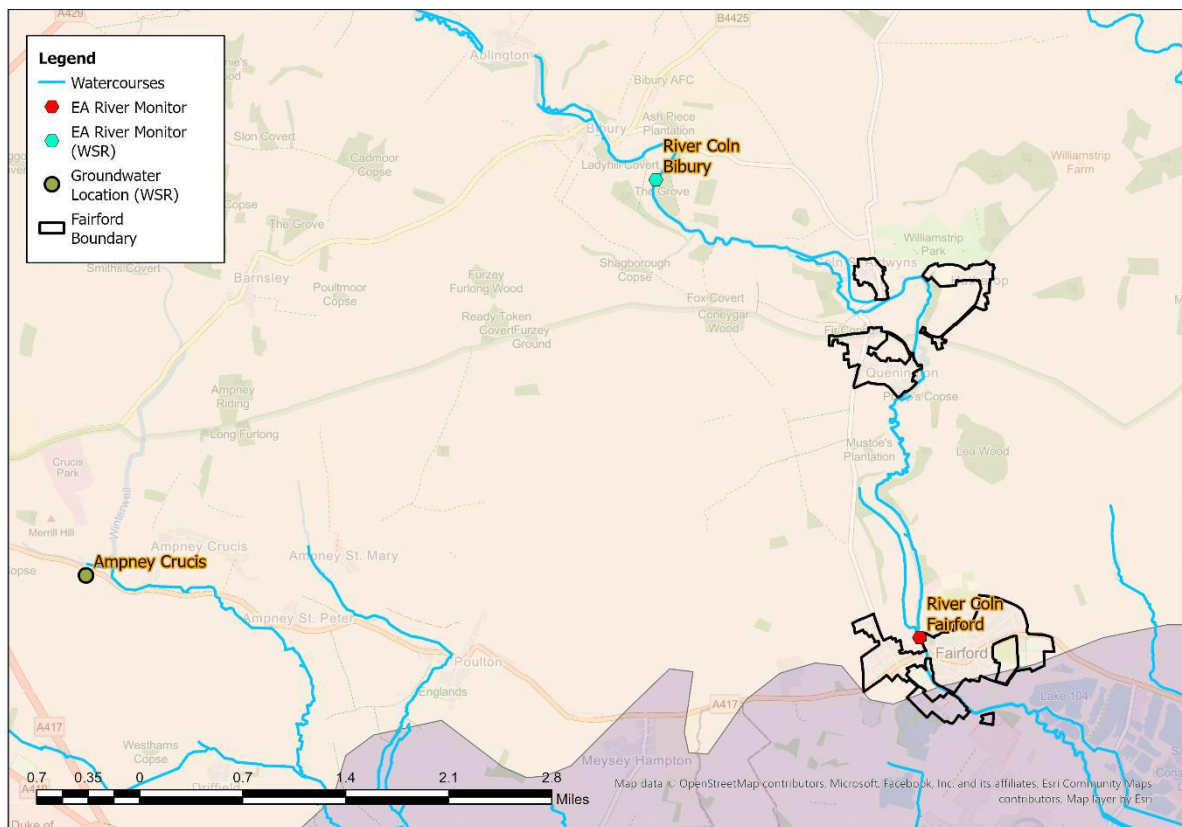 A429
B4425
Ablington
Legend
Watercourses
EA River Monitor
EA River Monitor
(WSR)
Groundwater
Location (WSR)
Fairford
Boundary
Bibury AFC
Ash Piece
Plantation
Slon Covert
Cadmoor
Copse
Bibury
Ladyhill Covert
River Coln
Bibury
The Grove
Williamstrip
Farm
The Grove
Smiths Covert
Barnsley
Poultmoor
Copse
Furzey
Furlong Wood
Shagborough
Copse
Williamstrip
Park
Ready Token
Covert
Furzey
Ground
Fox Covert
Coneygar
Wood
Quenington
Copse
Ampney
Riding
Long Furlong
Mustoe's
Plantation
Lea Wood
Crucis
Park
Winterwell
Merrill Hill
Ampney Crucis
Ampney St. Mary
Ampney Crucis
Ampney St. Peter
River Coln
Fairford
Fairford
Poulton
Englands
A417
A417
Lake 104
Westhams
Copse
Driffield
Duke of
Meysey Hampton
0.7 0.35 0 0.7 1.4 2.1 2.8
Miles
Map data © OpenStreetMap contributors, Microsoft, Facebook, Inc. and its affiliates, Esri Community Maps
contributors, Map layer by Esri